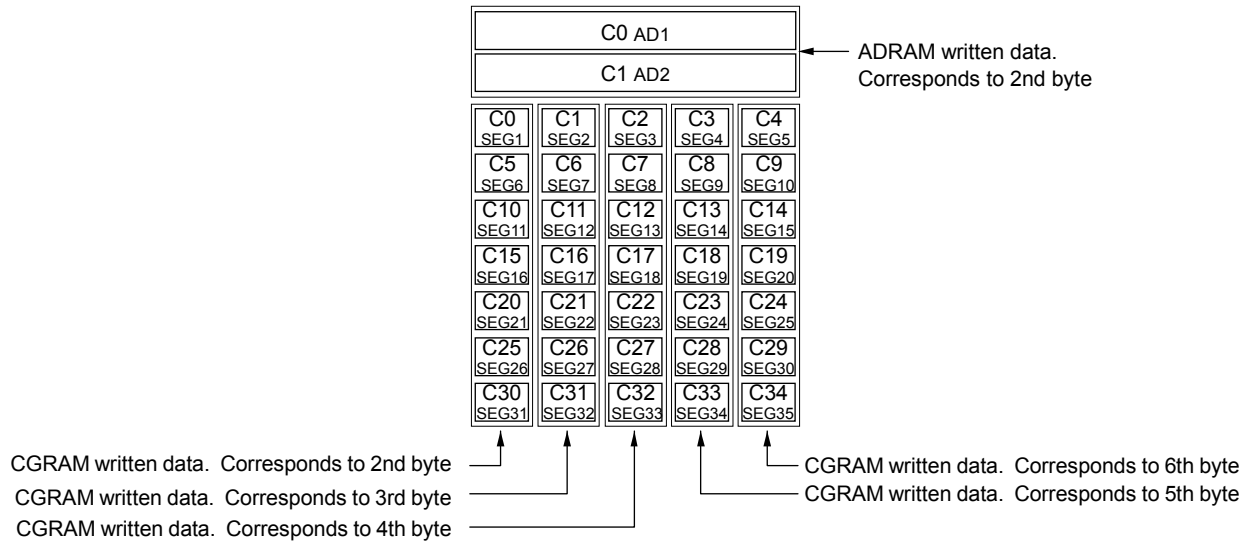 C0 AD1
C1 AD2
ADRAM written data.
Corresponds to 2nd byte
C0 C1 C2 C3 C4
SEG1 SEG2 SEG3 SEG4 SEG5
C5 C6 C7 C8 C9
SEG6 SEG7 SEG8 SEG9 SEG10
C10 C11 C12 C13 C14
SEG11 SEG12 SEG13 SEG14 SEG15
C15 C16 C17 C18 C19
SEG16 SEG17 SEG18 SEG19 SEG20
C20 C21 C22 C23 C24
SEG21 SEG22 SEG23 SEG24 SEG25
C25 C26 C27 C28 C29
SEG26 SEG27 SEG28 SEG29 SEG30
C30 C31 C32 C33 C34
SEG31 SEG32 SEG33 SEG34 SEG35
CGRAM written data. Corresponds to 2nd byte
CGRAM written data. Corresponds to 3rd byte
CGRAM written data. Corresponds to 4th byte
CGRAM written data. Corresponds to 6th byte
CGRAM written data. Corresponds to 5th byte